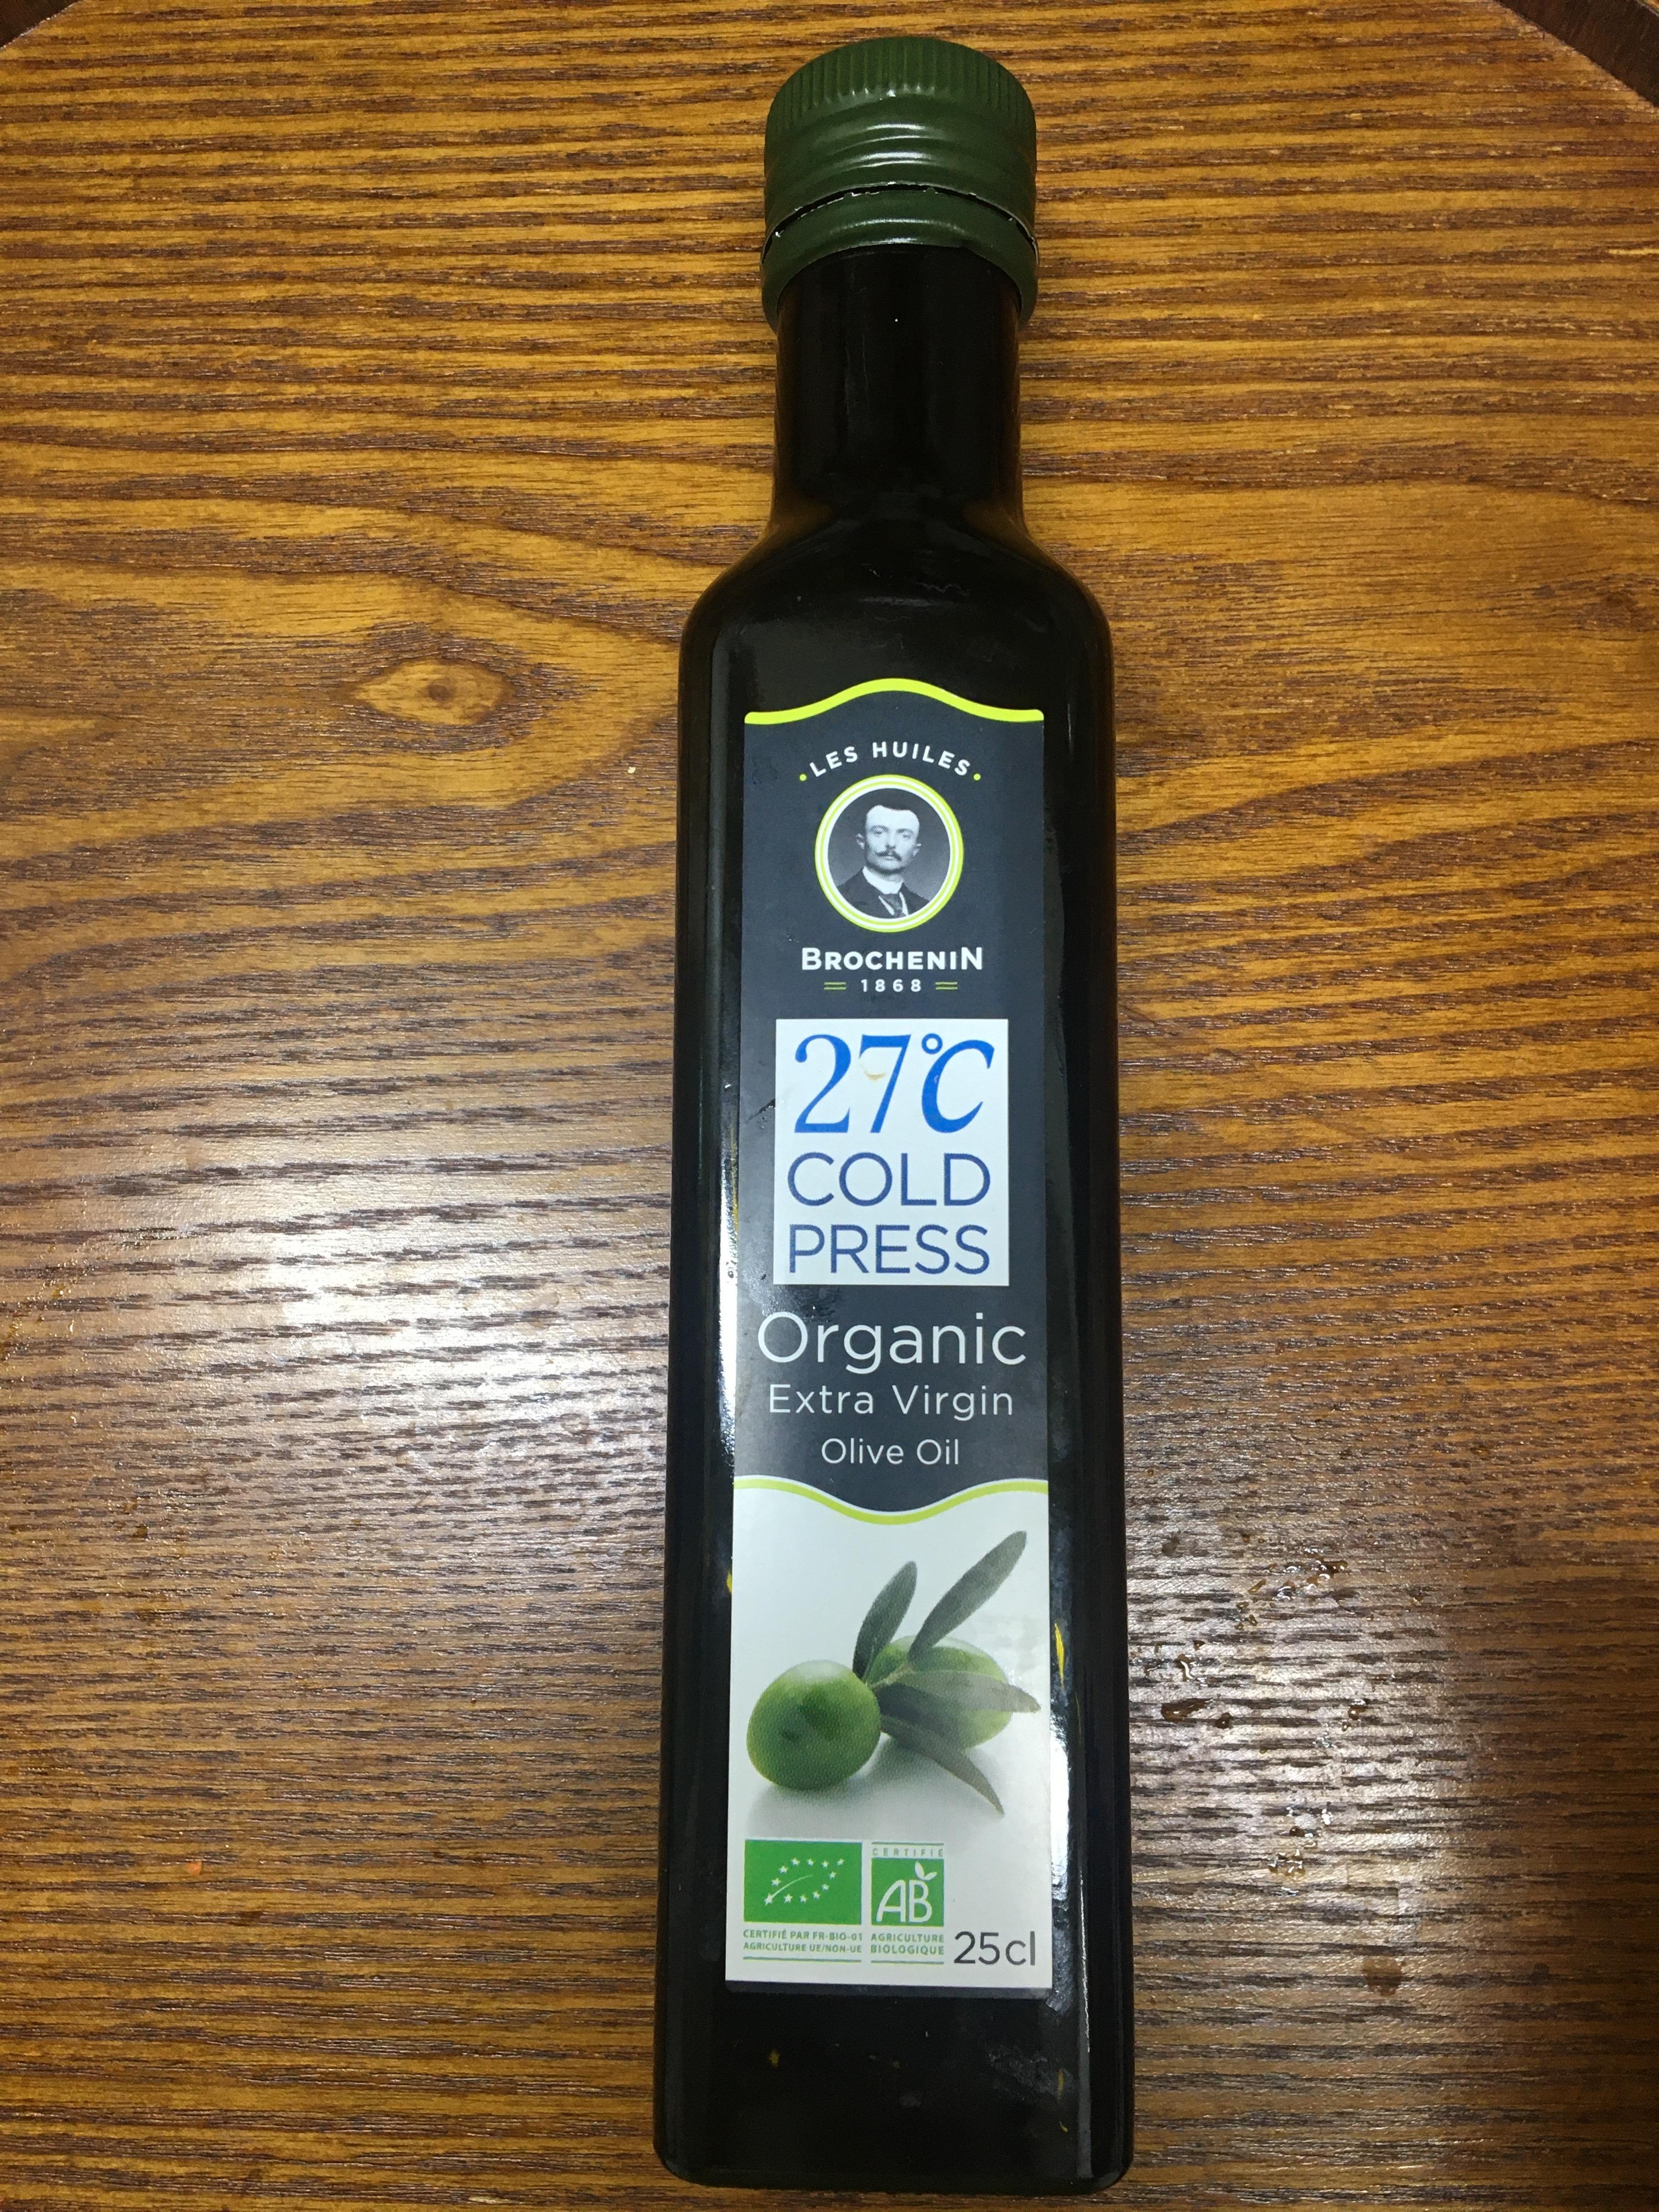 LES HUILES
BROCHENIN
1868
27°C
COLD
PRESS
Organic
Extra Virgin
Olive Oil
CERTIFIÉ
AB
CERTIFIÉ PAR FR-BIO-01
AGRICULTURE UE/NON-UE
AGRICULTURE
BIOLOGIQUE
25cl